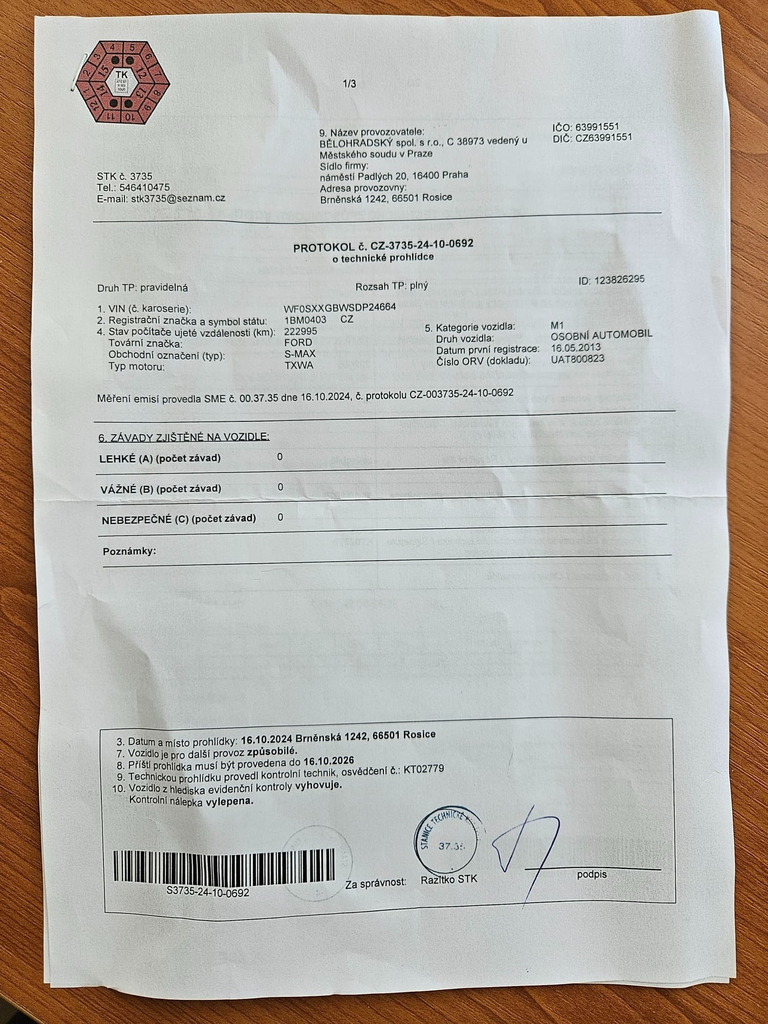 TK
1/3
9. Název provozovatele:
BĚLOHRADSKÝ spol. s r.o., C 38973 vedený u
Městského soudu v Praze
Sídlo firmy:
náměstí Padlých 20, 16400 Praha
Adresa provozovny:
Brněnská 1242, 66501 Rosice
IČO: 63991551
DIČ: CZ63991551
STK č. 3735
Tel.: 546410475
E-mail: stk3735@seznam.cz
PROTOKOL č. CZ-3735-24-10-0692
o technické prohlídce
Druh TP: pravidelná Rozsah TP: plný ID: 123826295
1. VIN (č. karoserie): WF0SXXGBWSDP24664
2. Registrační značka a symbol státu: 1BM0403 CZ
4. Stav počítače ujeté vzdálenosti (km): 222995
Tovární značka: FORD
Obchodní označení (typ): S-MAX
Typ motoru: TXWA
5. Kategorie vozidla: M1
Druh vozidla: OSOBNÍ AUTOMOBIL
Datum první registrace: 16.05.2013
Číslo ORV (dokladu): UAT800823
Měření emisí provedla SME č. 00.37.35 dne 16.10.2024, č. protokolu CZ-003735-24-10-0692
6. ZÁVADY ZJIŠTĚNÉ NA VOZIDLE:
LEHKÉ (A) (počet závad) 0
VÁŽNÉ (B) (počet závad) 0
NEBEZPEČNÉ (C) (počet závad) 0
Poznámky:
3. Datum a místo prohlídky: 16.10.2024 Brněnská 1242, 66501 Rosice
7. Vozidlo je pro další provoz způsobilé.
8. Příští prohlídka musí být provedena do 16.10.2026
9. Technickou prohlídku provedl kontrolní technik, osvědčení č.: KT02779
10. Vozidlo z hlediska evidenční kontroly vyhovuje.
Kontrolní nálepka vylepena.
STANICE TECHNICKÉ
37.35
S3735-24-10-0692
Za správnost: Razítko STK podpis